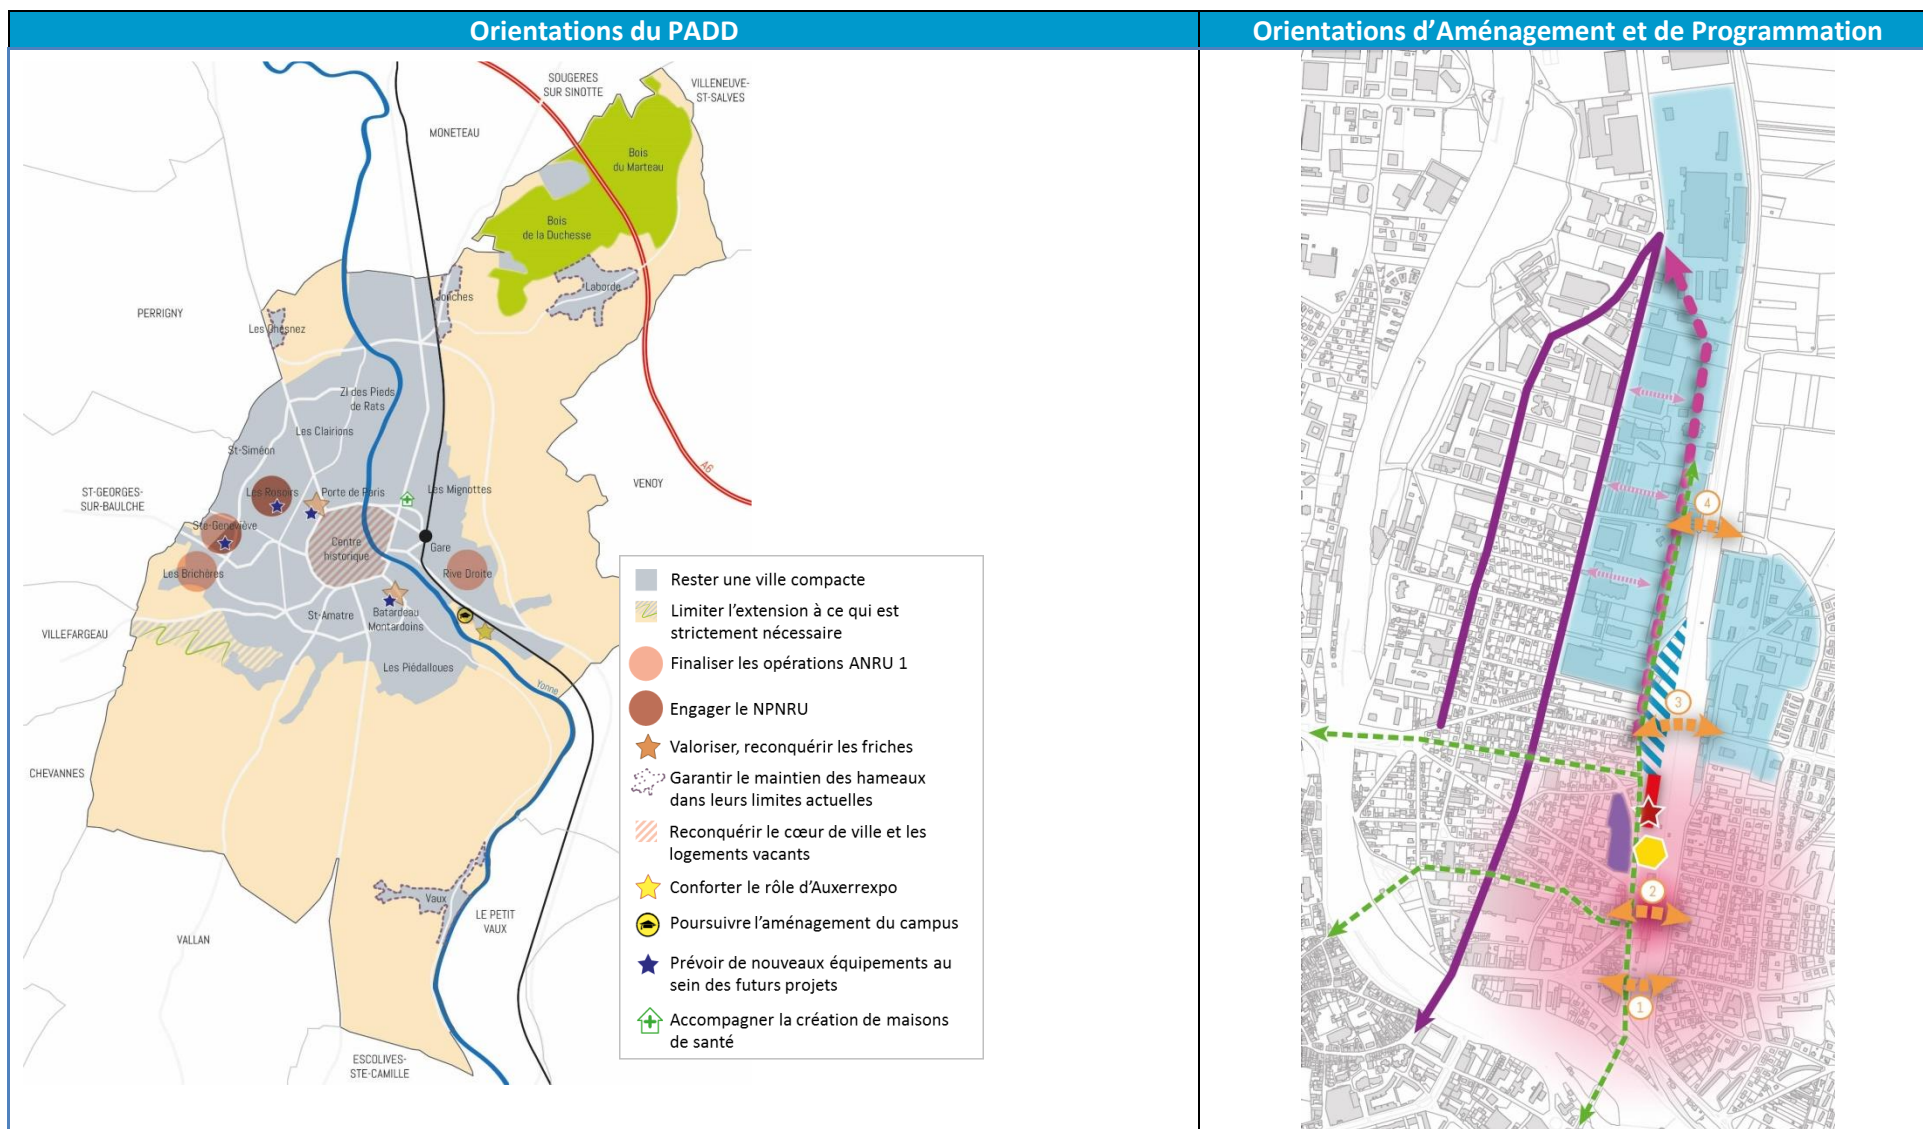 Orientations du PADD
Orientations d’Aménagement et de Programmation
SOUGERES
SUR SINOTTE
VILLENEUVE-
ST-SALVES
MONETEAU
Bois
du Marteau
Bois
de la Duchesse
Laborde
Jonches
PERRIGNY
Les Chesnez
ZI des Pieds
de Rats
Les Clairions
St-Siméon
A6
VENOY
ST-GEORGES-
SUR-BAULCHE
Les Rosoirs
Porte de Paris
Les Mignottes
Ste-Geneviève
Centre
historique
Gare
Les Brichères
Rive Droite
St-Amatre
Batardeau
Montardoins
VILLEFARGEAU
Les Piédalloues
Yonne
CHEVANNES
Vaux
LE PETIT
VAUX
VALLAN
ESCOLIVES-
STE-CAMILLE
Rester une ville compacte
Limiter l’extension à ce qui est
strictement nécessaire
Finaliser les opérations ANRU 1
Engager le NPNRU
Valoriser, reconquérir les friches
Garantir le maintien des hameaux
dans leurs limites actuelles
Reconquérir le cœur de ville et les
logements vacants
Conforter le rôle d’Auxerrexpo
Poursuivre l’aménagement du campus
Prévoir de nouveaux équipements au
sein des futurs projets
Accompagner la création de maisons
de santé
4
3
2
1